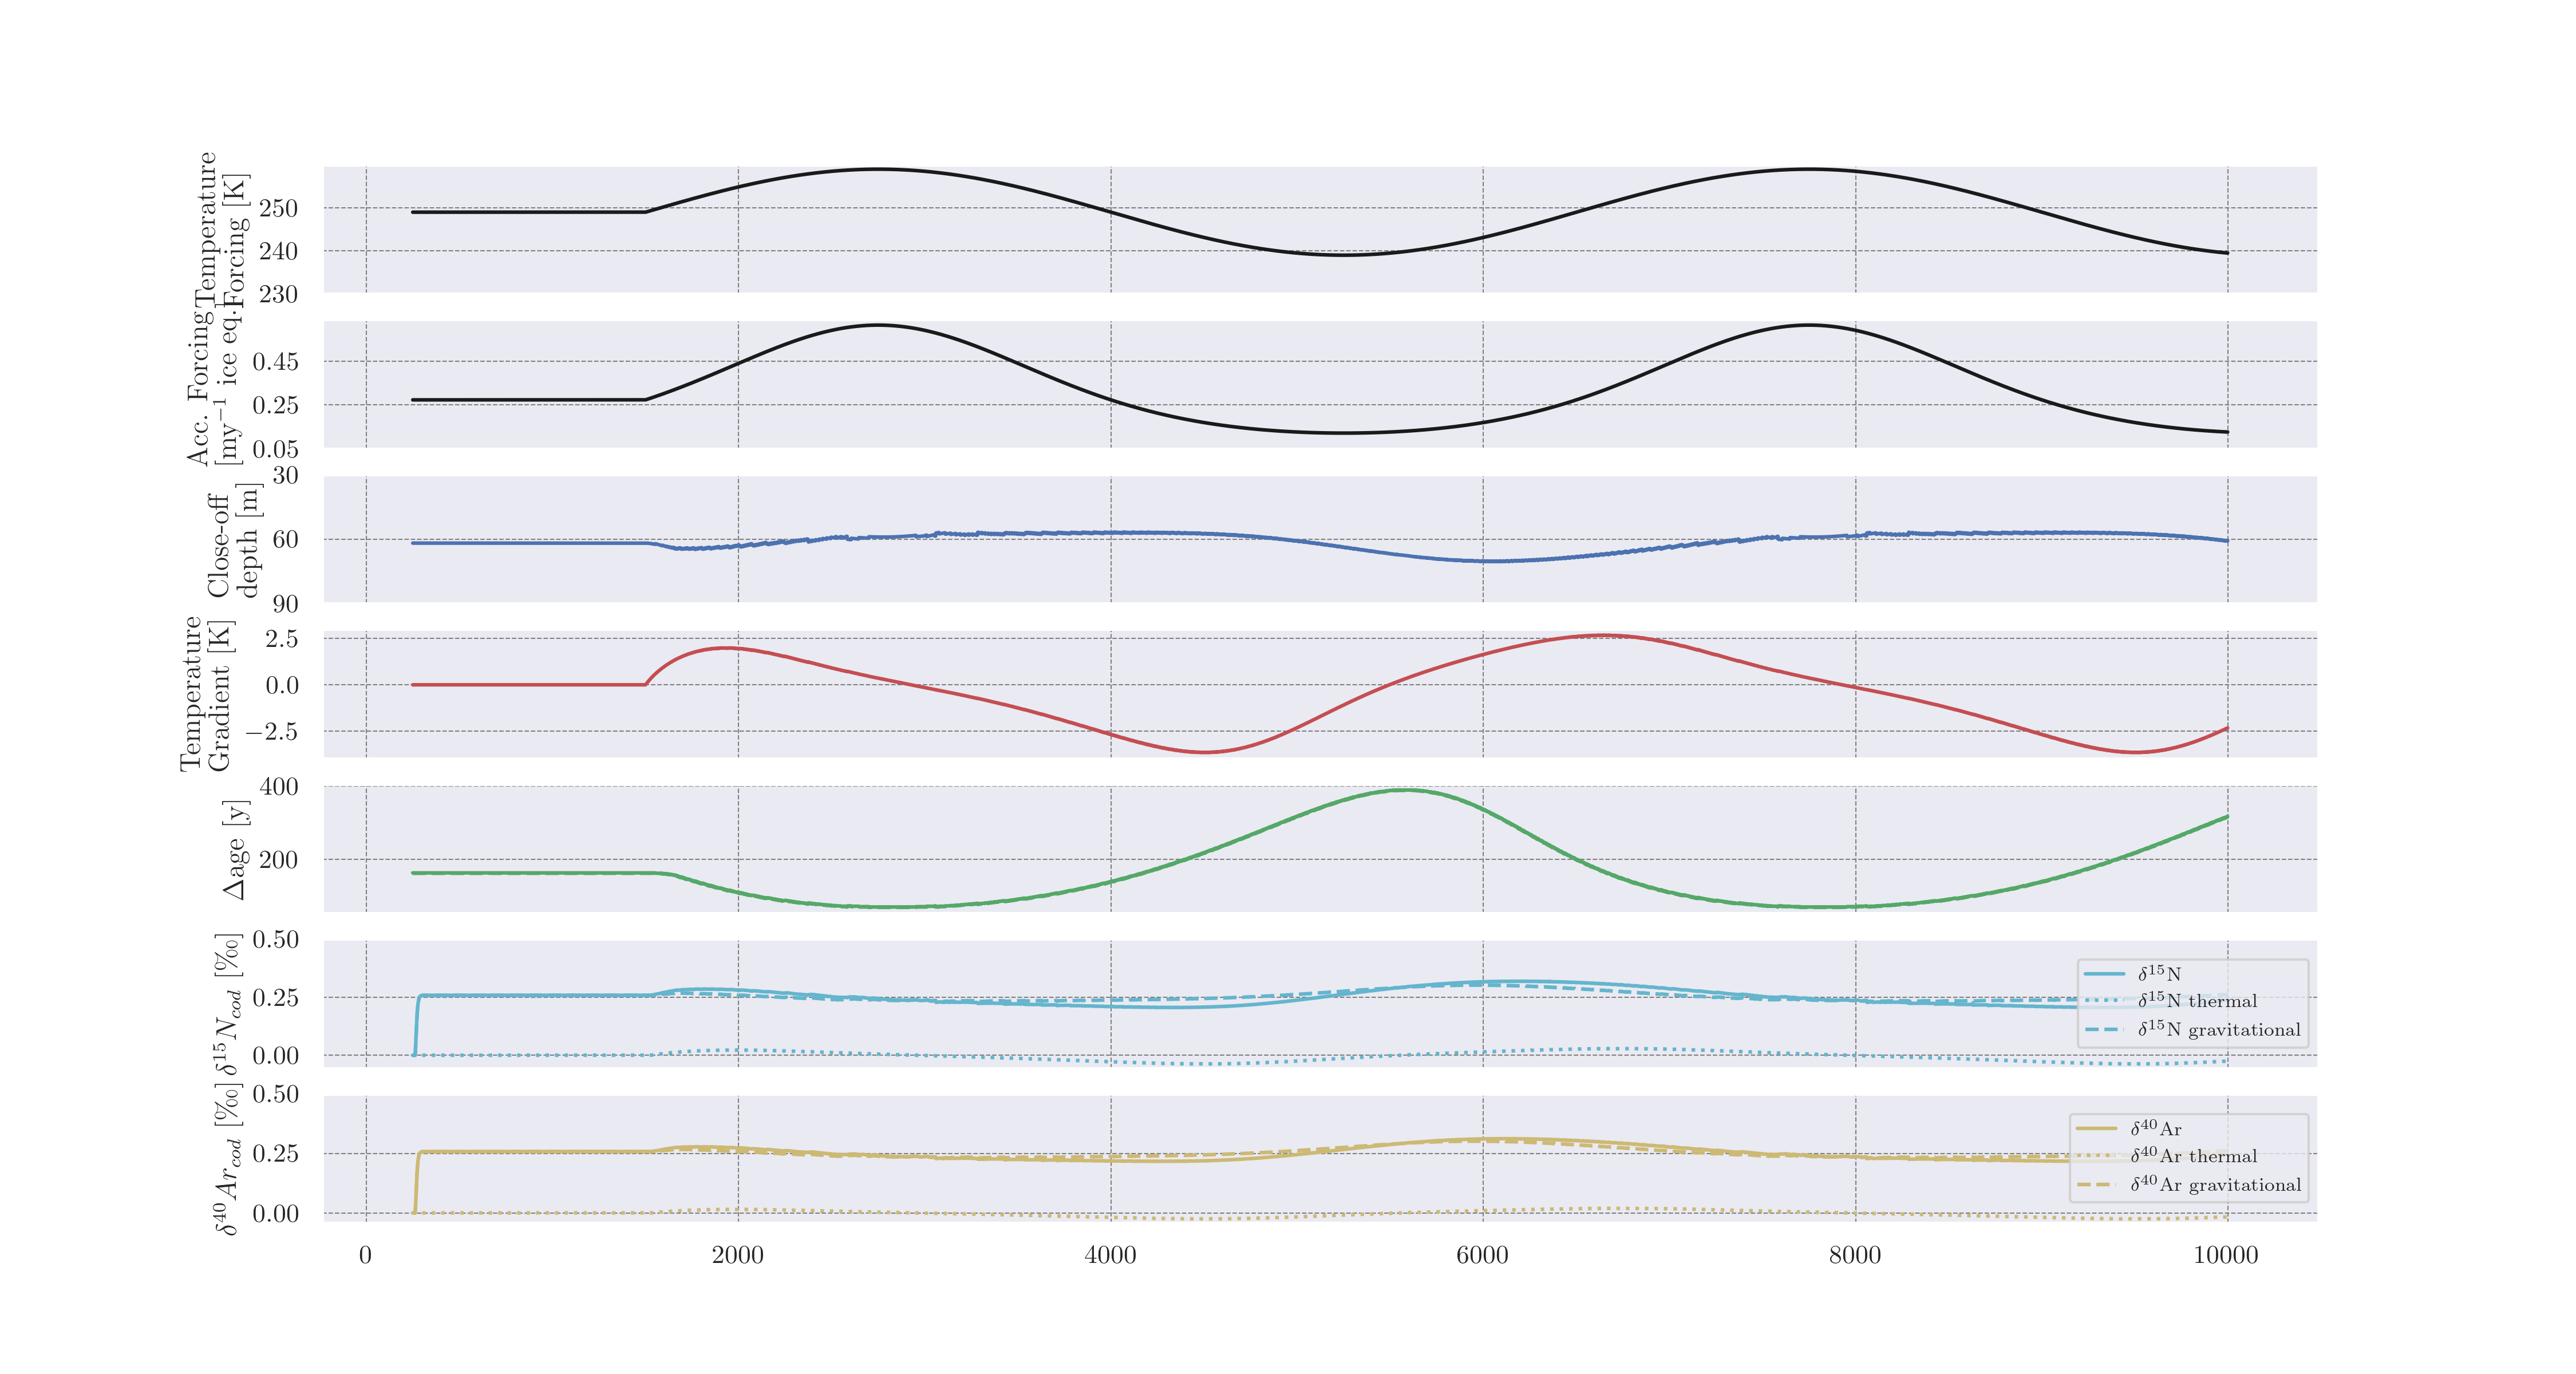 Temperature
Forcing [K]
250
240
230
Acc. Forcing
[my⁻¹ ice eq.]
0.45
0.25
0.05
Close-off
depth [m]
30
60
90
Temperature
Gradient [K]
2.5
0.0
−2.5
Δage [y]
400
200
δ¹⁵N_cod [‰]
0.50
0.25
0.00
δ¹⁵N
δ¹⁵N thermal
δ¹⁵N gravitational
δ⁴⁰Ar_cod [‰]
0.50
0.25
0.00
δ⁴⁰Ar
δ⁴⁰Ar thermal
δ⁴⁰Ar gravitational
0 2000 4000 6000 8000 10000